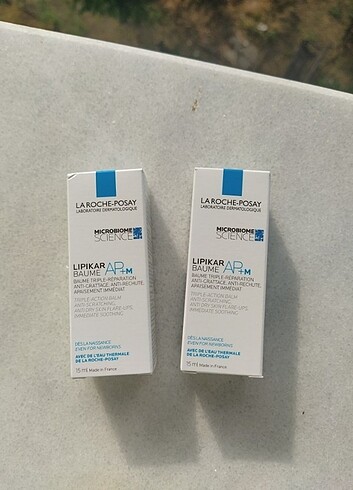 LA ROCHE-POSAY
LABORATOIRE DERMATOLOGIQUE
MICROBIOME
SCIENCE
LIPIKAR
BAUME AP+M
BAUME TRIPLE-RÉPARATION
ANTI-GRATTAGE, ANTI-RECHUTE,
APAISEMENT IMMÉDIAT
TRIPLE-ACTION BALM
ANTI-SCRATCHING,
ANTI DRY SKIN FLARE-UPS,
IMMEDIATE SOOTHING
DÈS LA NAISSANCE
EVEN FOR NEWBORNS
AVEC DE L'EAU THERMALE
DE LA ROCHE-POSAY
15 ml Made in France
LA ROCHE-POSAY
LABORATOIRE DERMATOLOGIQUE
MICROBIOME
SCIENCE
LIPIKAR
BAUME AP+M
BAUME TRIPLE-RÉPARATION
ANTI-GRATTAGE, ANTI-RECHUTE,
APAISEMENT IMMÉDIAT
TRIPLE-ACTION BALM
ANTI-SCRATCHING,
ANTI DRY SKIN FLARE-UPS,
IMMEDIATE SOOTHING
DÈS LA NAISSANCE
EVEN FOR NEWBORNS
AVEC DE L'EAU THERMALE
DE LA ROCHE-POSAY
15 ml Made in France